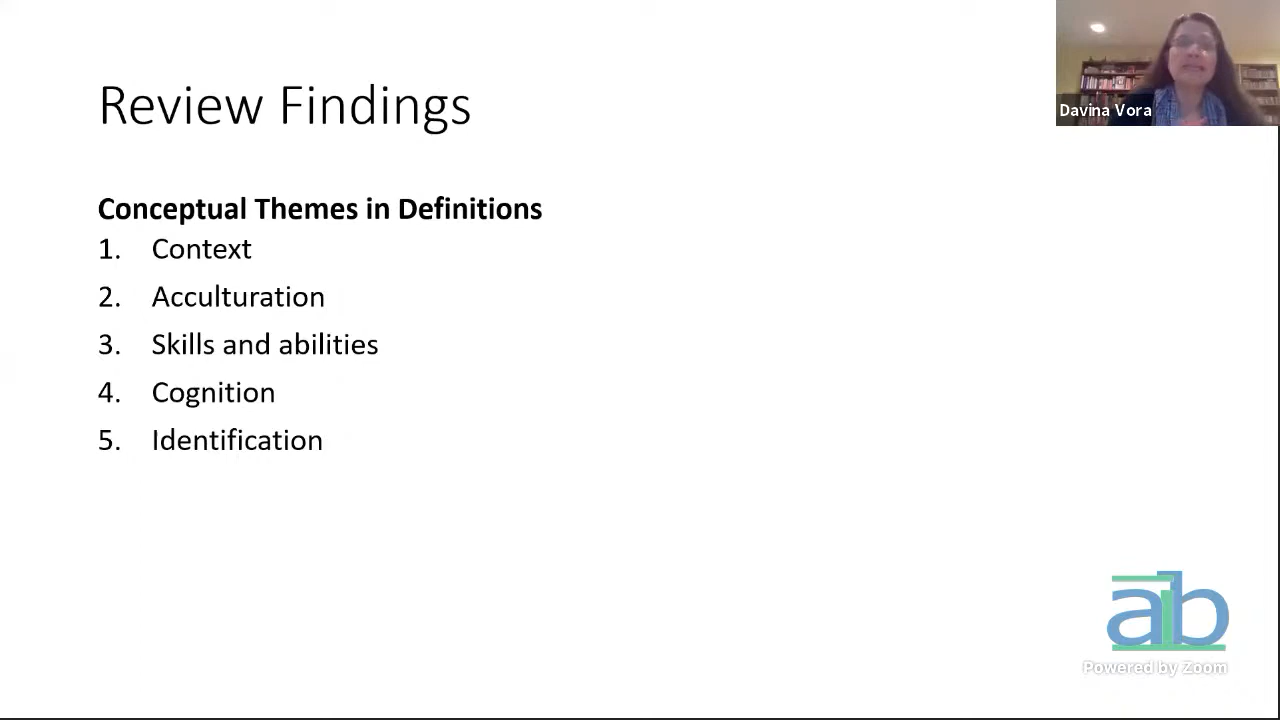 Review Findings
Davina Vora
Conceptual Themes in Definitions
1. Context
2. Acculturation
3. Skills and abilities
4. Cognition
5. Identification
aib
Powered by Zoom